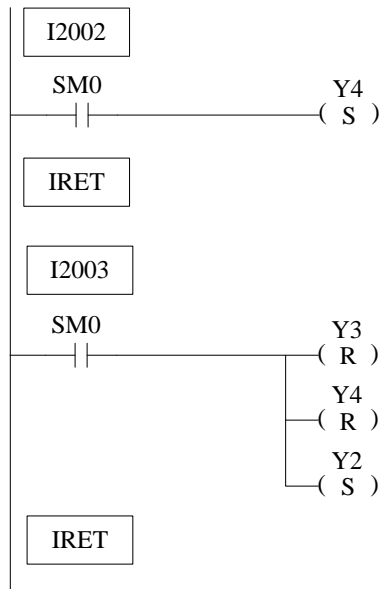 I2002
SM0
Y4
( S )
IRET
I2003
SM0
Y3
( R )
Y4
( R )
Y2
( S )
IRET